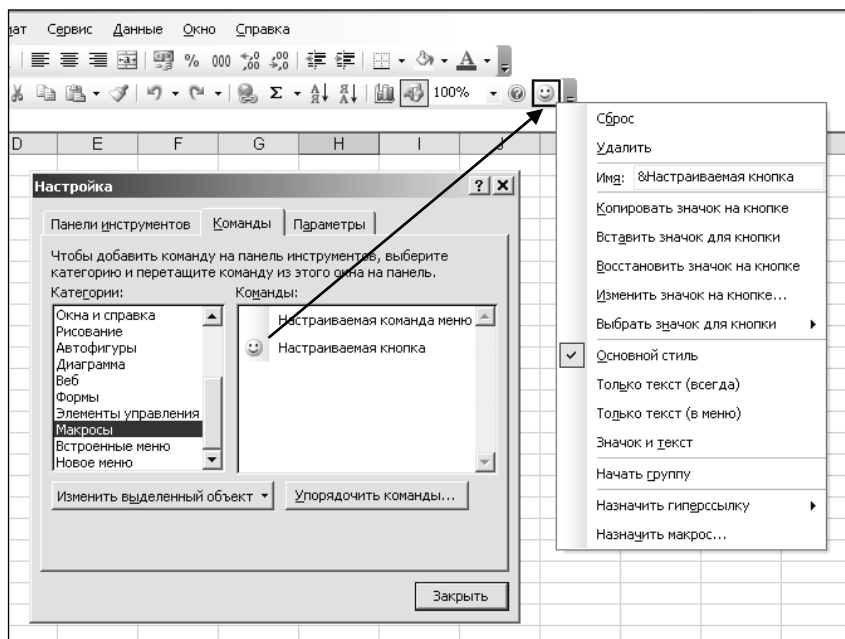 мат Сервис Данные Окно Справка
% 000
100%
D E F G H I J
Настройка
Панели инструментов Команды Параметры
Чтобы добавить команду на панель инструментов, выберите
категорию и перетащите команду из этого окна на панель.
Категории: Команды:
Окна и справка
Рисование
Автофигуры
Диаграмма
Веб
Формы
Элементы управления
Макросы
Встроенные меню
Новое меню
Настраиваемая команда меню
Настраиваемая кнопка
Изменить выделенный объект Упорядочить команды...
Закрыть
Сброс
Удалить
Имя: &Настраиваемая кнопка
Копировать значок на кнопке
Вставить значок для кнопки
Восстановить значок на кнопке
Изменить значок на кнопке...
Выбрать значок для кнопки
Основной стиль
Только текст (всегда)
Только текст (в меню)
Значок и текст
Начать группу
Назначить гиперссылку
Назначить макрос...